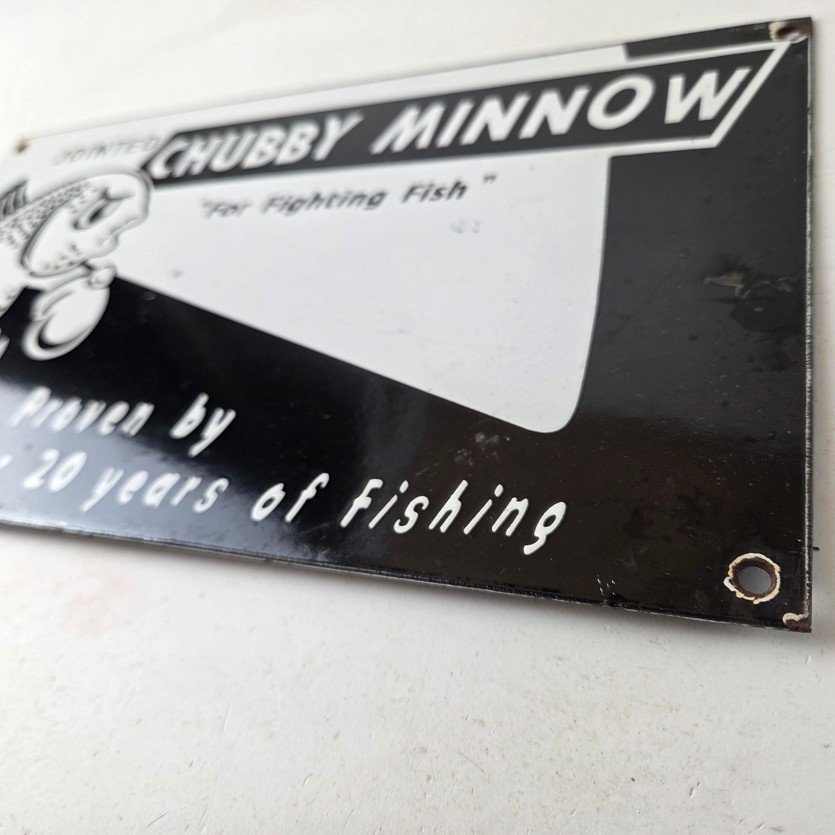 JOINTED CHUBBY MINNOW
"For Fighting Fish"
Proven by
20 years of Fishing